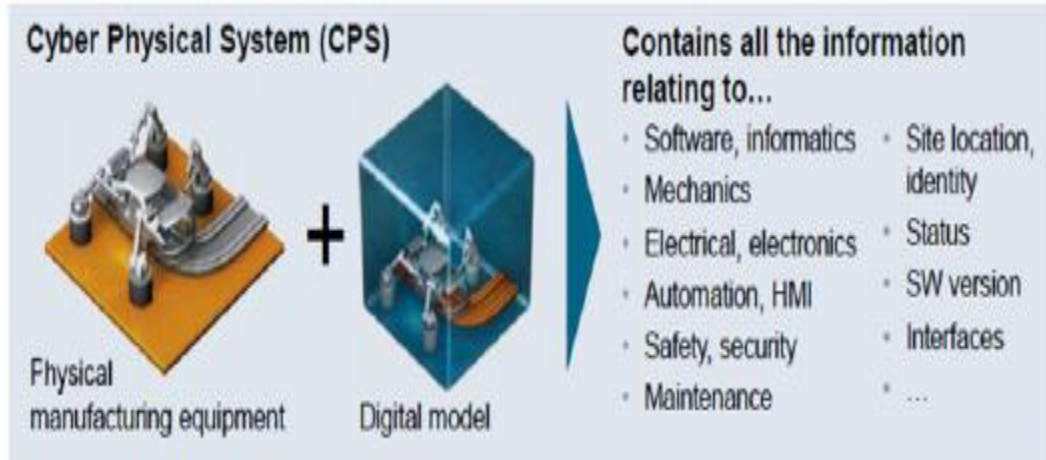 Cyber Physical System (CPS)
Fhysical
manufacturing equipment
+
Digital model
Contains all the information
relating to...
• Software, informatics
• Mechanics
• Electrical, electronics
• Automation, HMI
• Safety, security
• Maintenance
• Site location,
identity
• Status
• SW version
• Interfaces
• ...